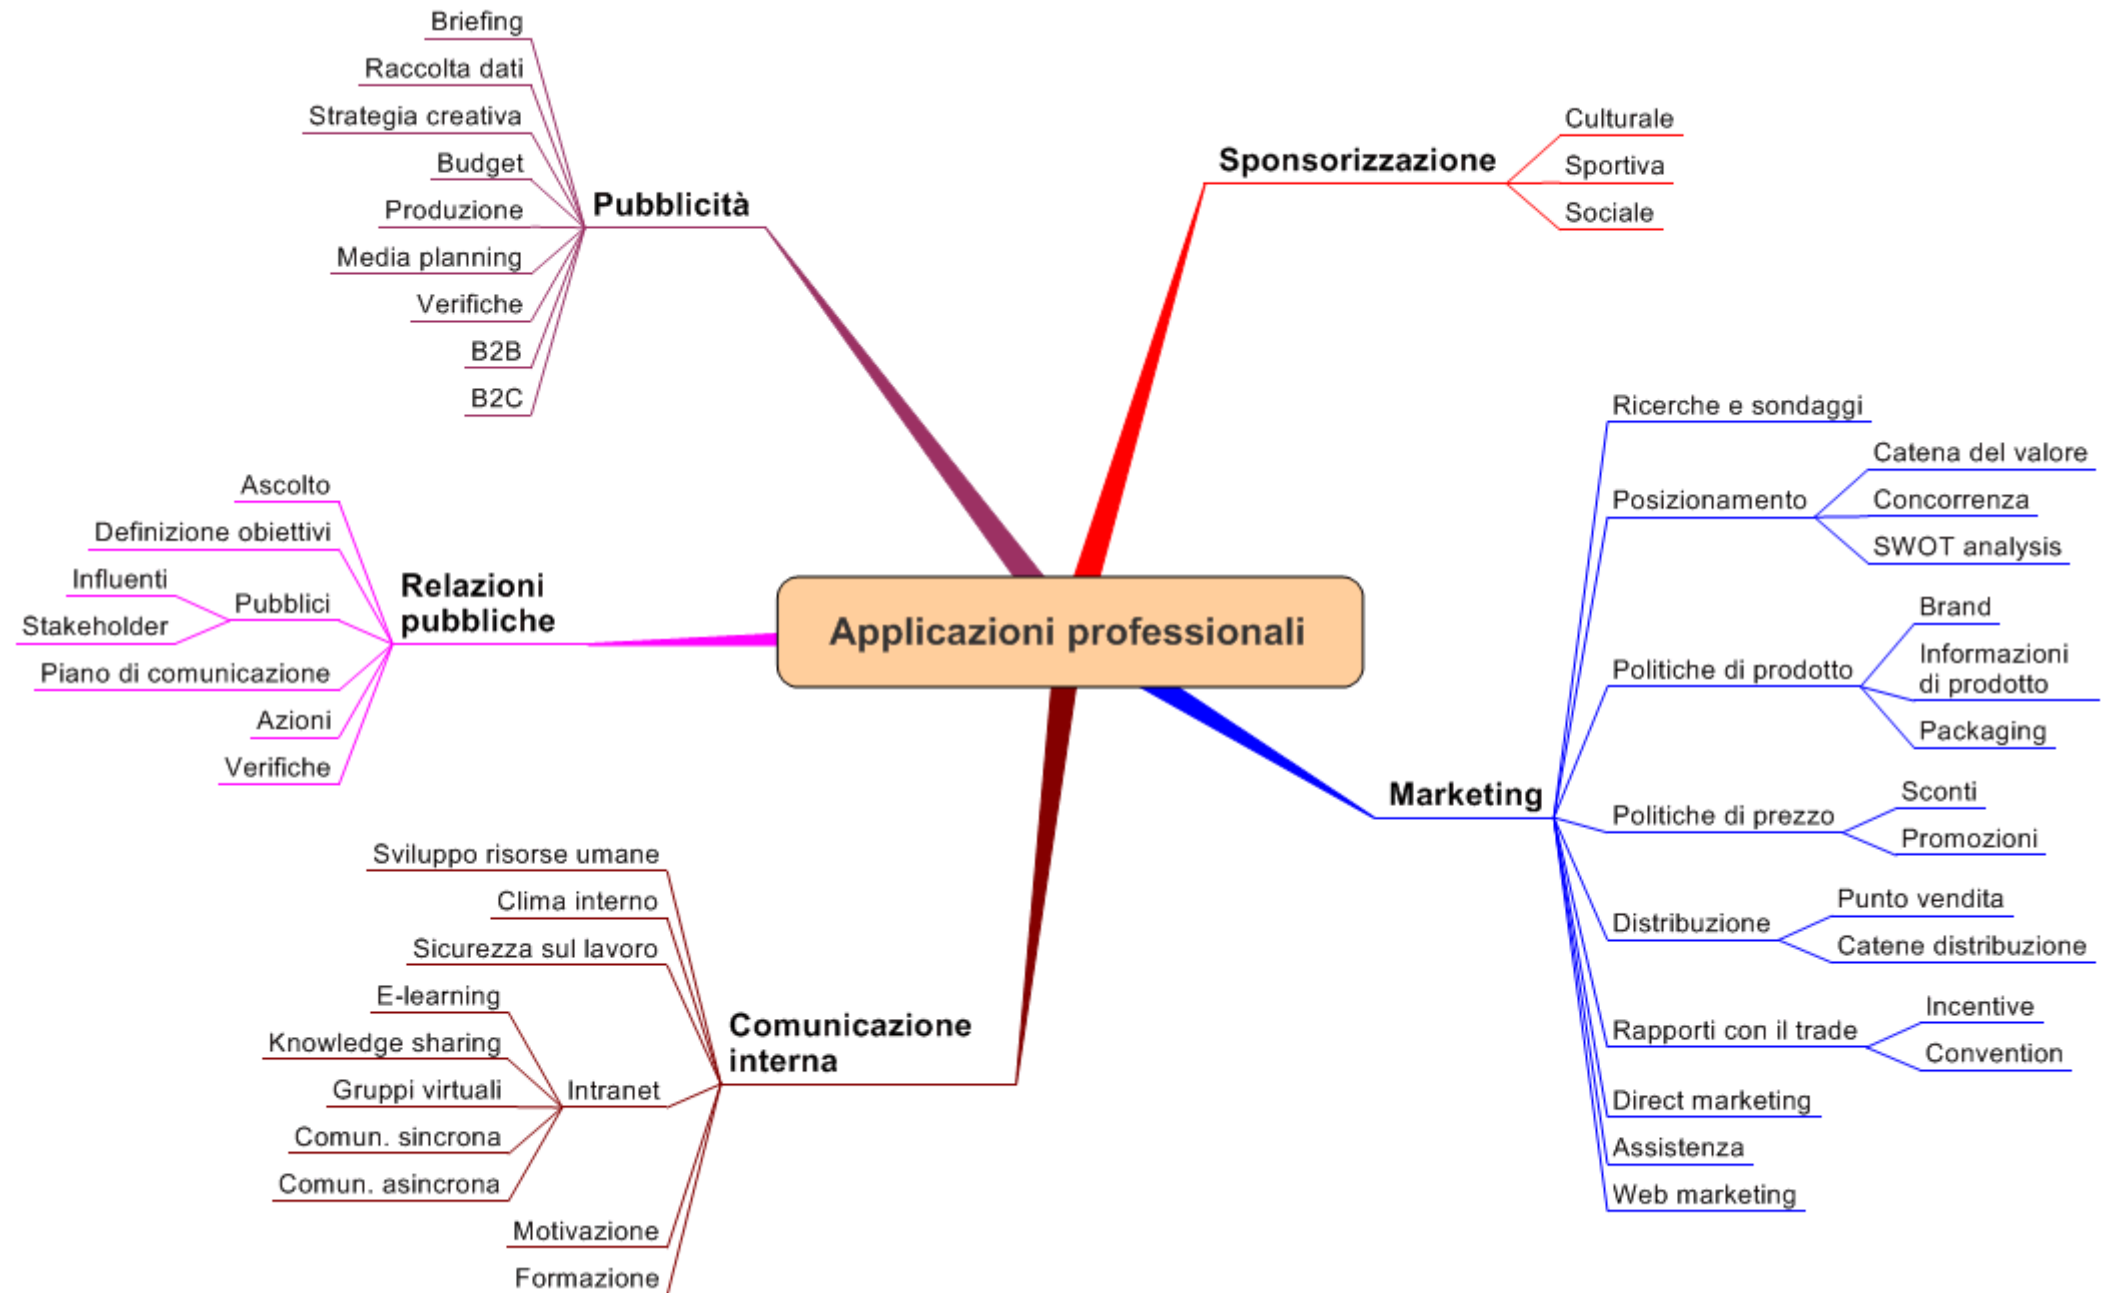 Applicazioni professionali
Sponsorizzazione
Culturale
Sportiva
Sociale
Marketing
Ricerche e sondaggi
Posizionamento
Catena del valore
Concorrenza
SWOT analysis
Politiche di prodotto
Brand
Informazioni
di prodotto
Packaging
Politiche di prezzo
Sconti
Promozioni
Distribuzione
Punto vendita
Catene distribuzione
Rapporti con il trade
Incentive
Convention
Direct marketing
Assistenza
Web marketing
Comunicazione
interna
Sviluppo risorse umane
Clima interno
Sicurezza sul lavoro
Intranet
E-learning
Knowledge sharing
Gruppi virtuali
Comun. sincrona
Comun. asincrona
Motivazione
Formazione
Relazioni
pubbliche
Ascolto
Definizione obiettivi
Pubblici
Influenti
Stakeholder
Piano di comunicazione
Azioni
Verifiche
Pubblicità
Briefing
Raccolta dati
Strategia creativa
Budget
Produzione
Media planning
Verifiche
B2B
B2C